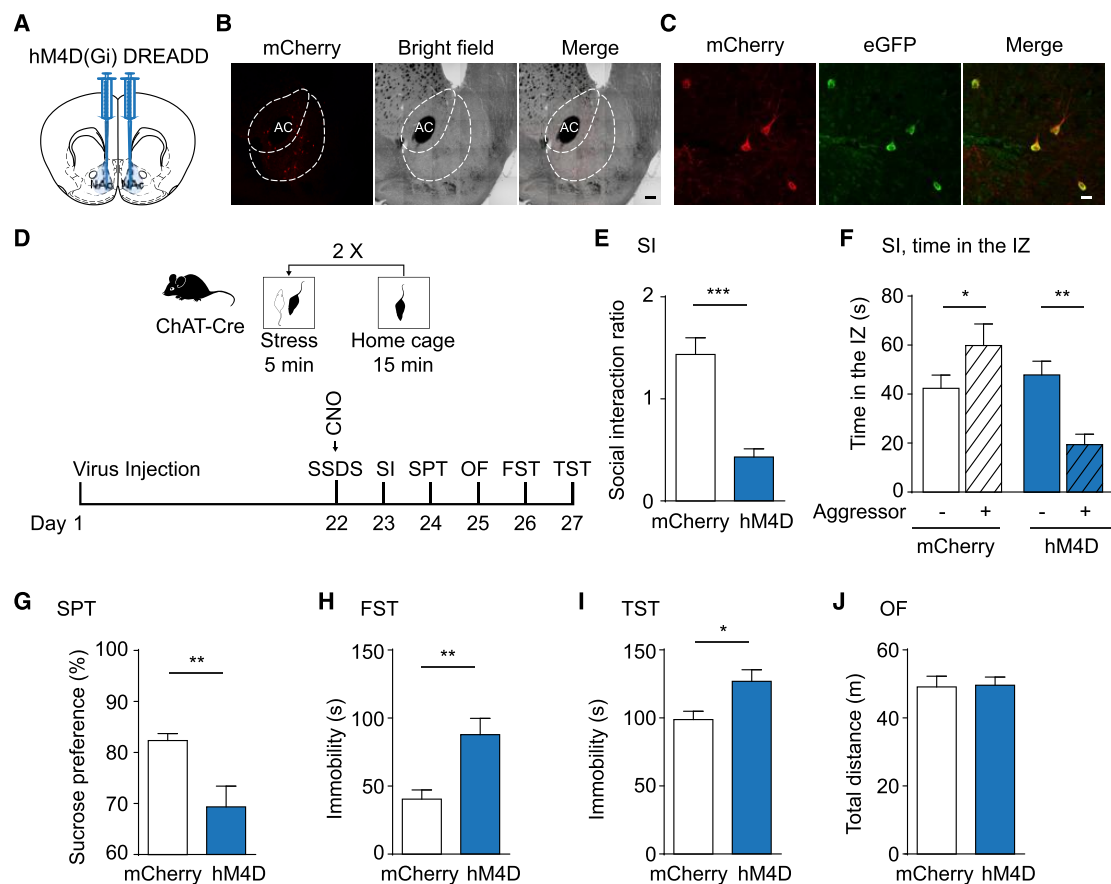 A
hM4D(Gi) DREADD
NAc NAc
B
mCherry Bright field Merge
AC AC AC
C
mCherry eGFP Merge
D
2 X
ChAT-Cre
Stress
5 min
Home cage
15 min
CNO
Virus Injection SSDS SI SPT OF FST TST
Day 1 22 23 24 25 26 27
E SI
Social interaction ratio
2
1
0
***
mCherry hM4D
F SI, time in the IZ
Time in the IZ (s)
80
60
40
20
0
* **
Aggressor - + - +
mCherry hM4D
G SPT
Sucrose preference (%)
100
90
80
70
60
**
mCherry hM4D
H FST
Immobility (s)
150
100
50
0
**
mCherry hM4D
I TST
Immobility (s)
150
100
50
0
*
mCherry hM4D
J OF
Total distance (m)
60
40
20
0
mCherry hM4D